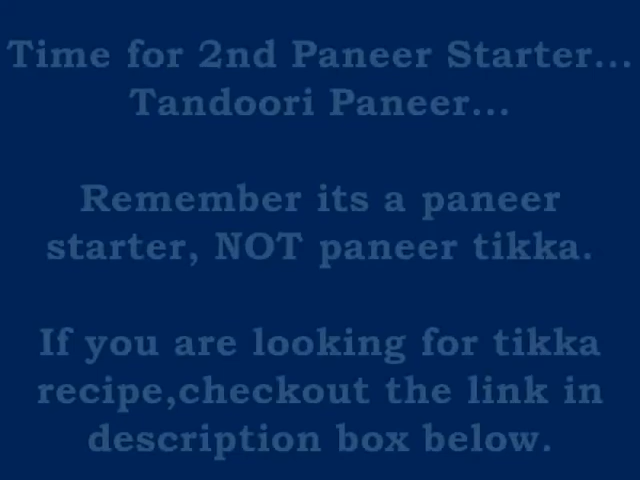 Time for 2nd Paneer Starter...
Tandoori Paneer...
Remember its a paneer
starter, NOT paneer tikka.
If you are looking for tikka
recipe,checkout the link in
description box below.